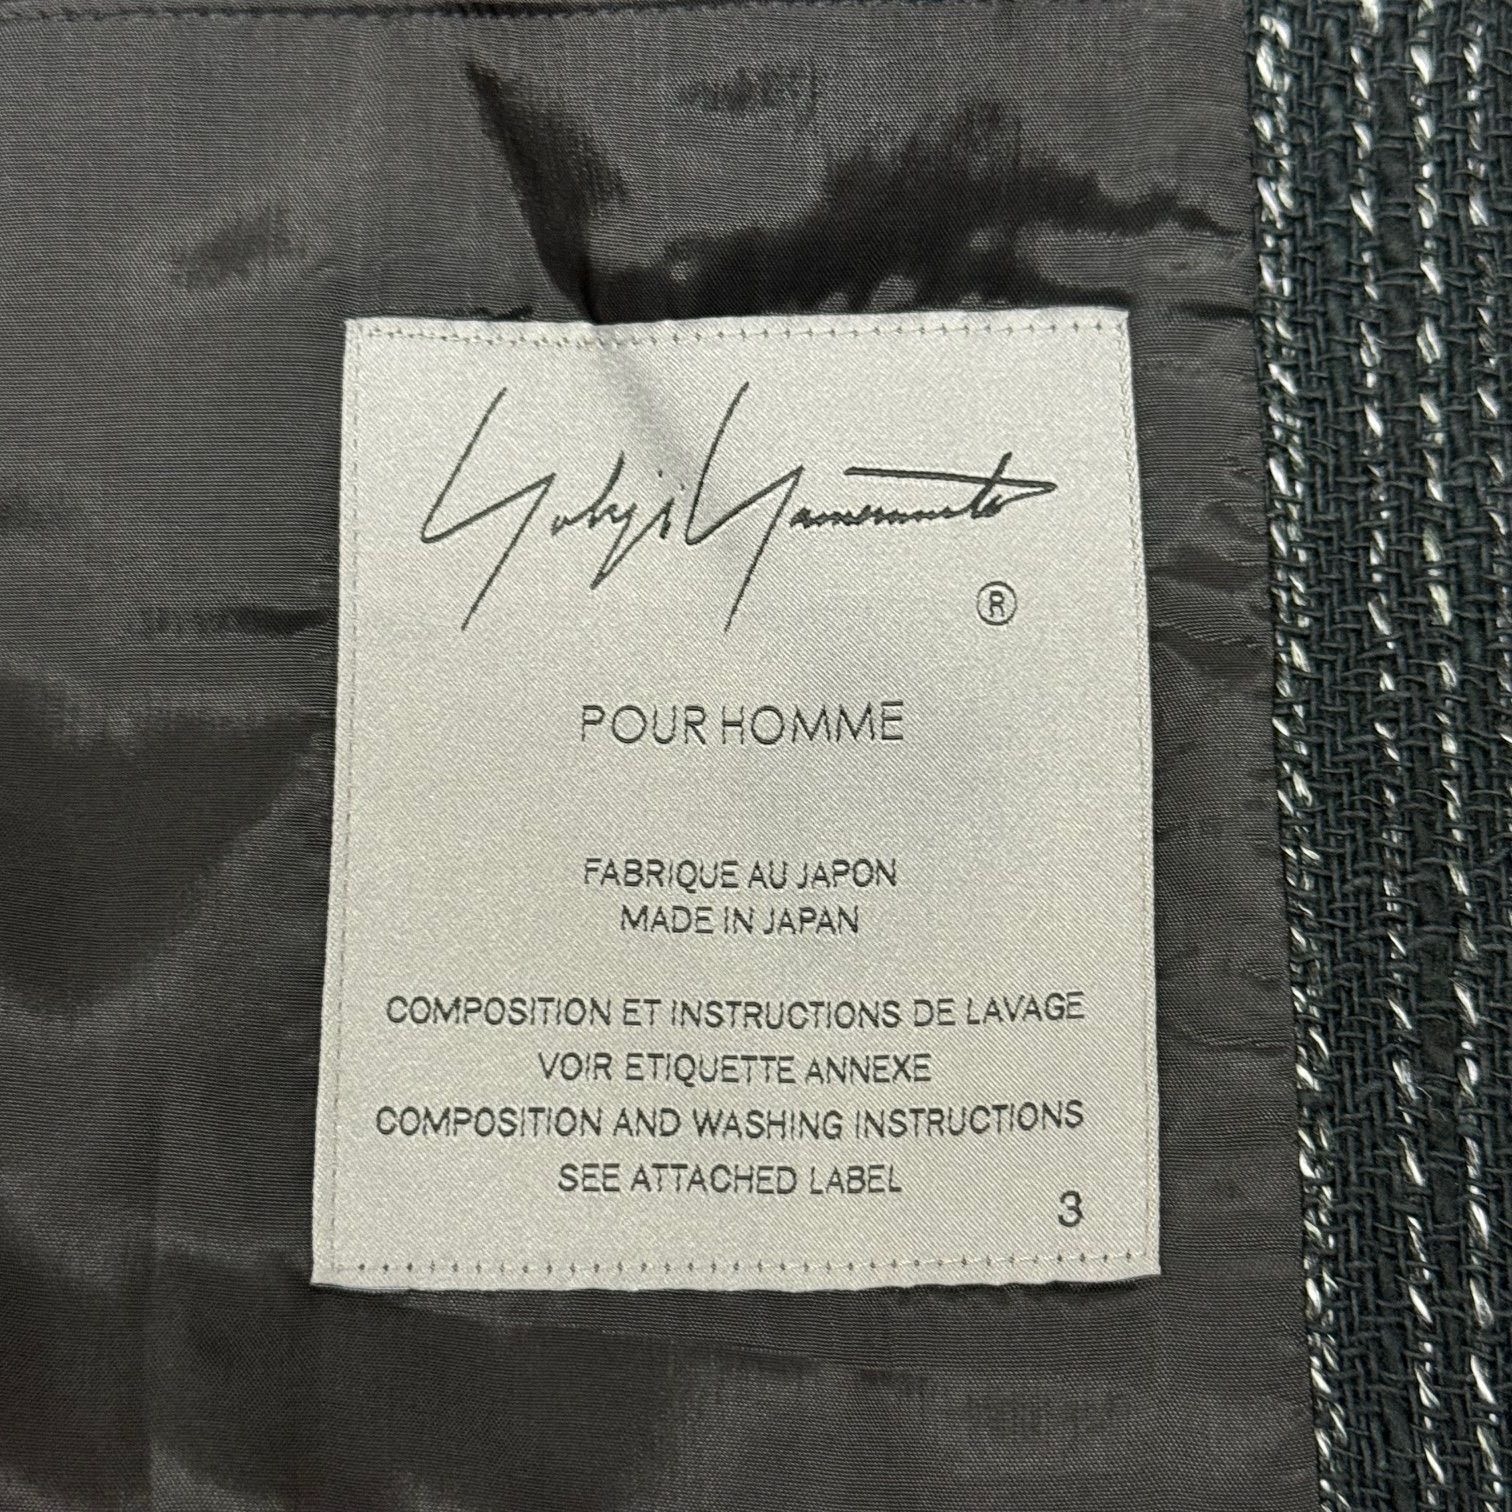 Yohji Yamamoto
®
POUR HOMME
FABRIQUE AU JAPON
MADE IN JAPAN
COMPOSITION ET INSTRUCTIONS DE LAVAGE
VOIR ETIQUETTE ANNEXE
COMPOSITION AND WASHING INSTRUCTIONS
SEE ATTACHED LABEL
3